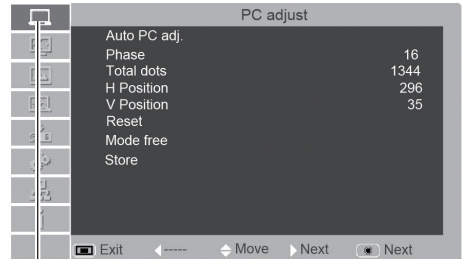 PC adjust
Auto PC adj.
Phase 16
Total dots 1344
H Position 296
V Position 35
Reset
Mode free
Store
Exit ----- Move Next Next